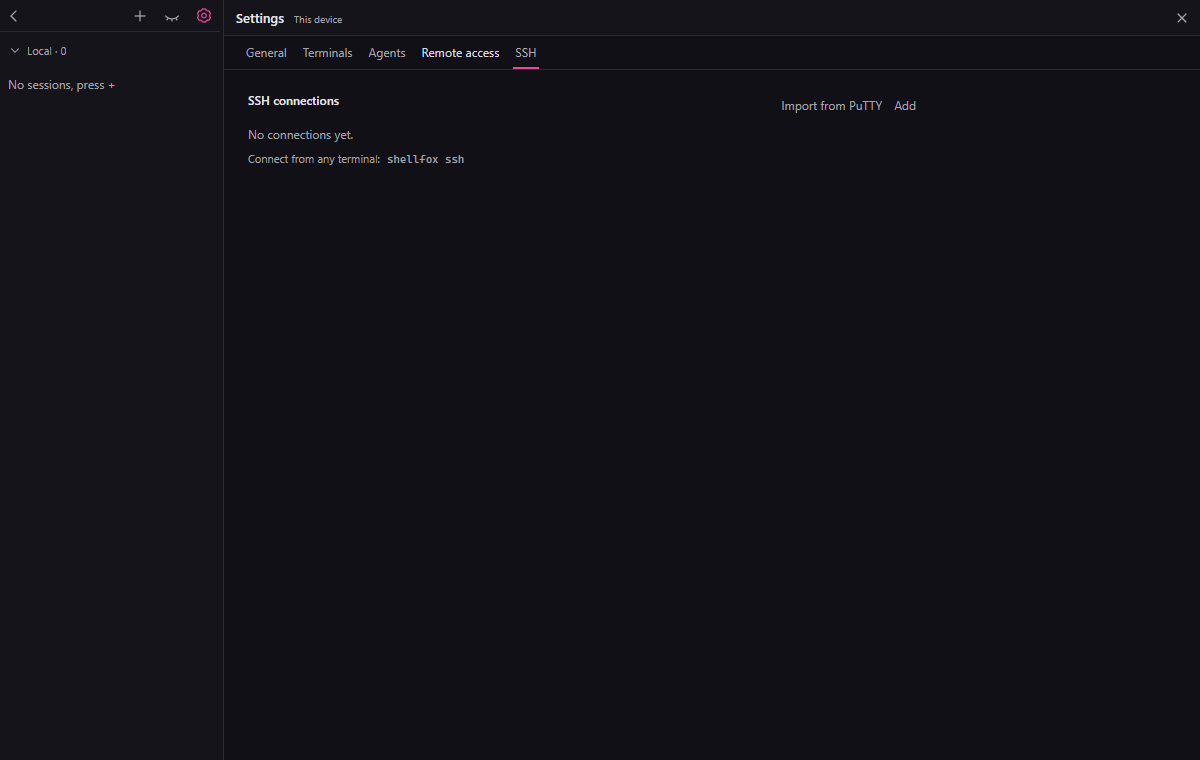 Settings This device
Local · 0
General Terminals Agents Remote access SSH
No sessions, press +
SSH connections
Import from PuTTY Add
No connections yet.
Connect from any terminal: shellfox ssh